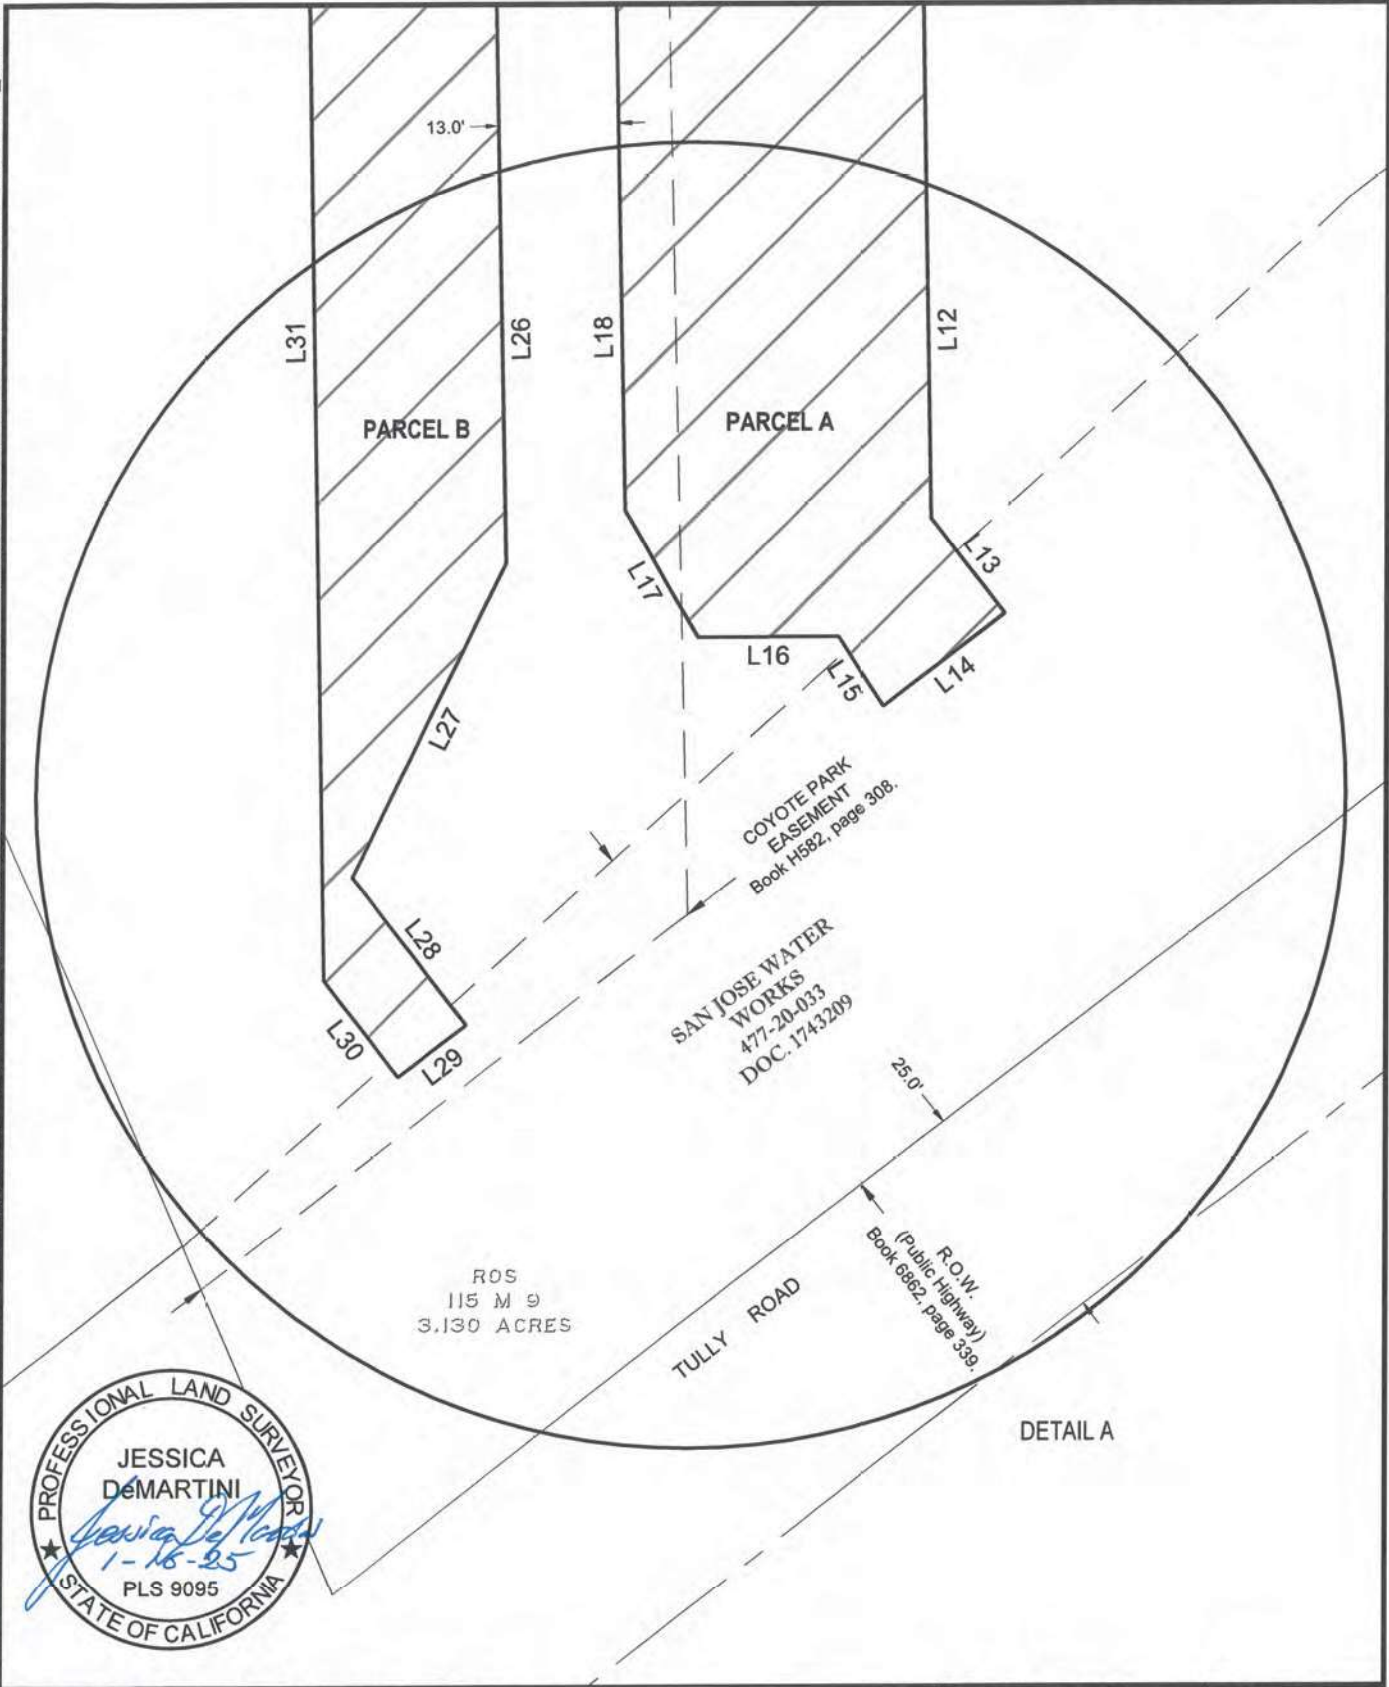 13.0'
L31
L26
L18
L12
PARCEL B
PARCEL A
L13
L17
L16
L15
L14
L27
COYOTE PARK
EASEMENT
Book H582, page 308.
L28
SAN JOSE WATER
WORKS
477-20-033
DOC. 1743209
L30
L29
25.0'
R.O.W.
(Public Highway)
Book 6862, page 339.
ROS
115 M 9
3.130 ACRES
TULLY ROAD
DETAIL A
PROFESSIONAL LAND SURVEYOR
JESSICA
DeMARTINI
Jessica DeMartini
1-16-25
PLS 9095
STATE OF CALIFORNIA